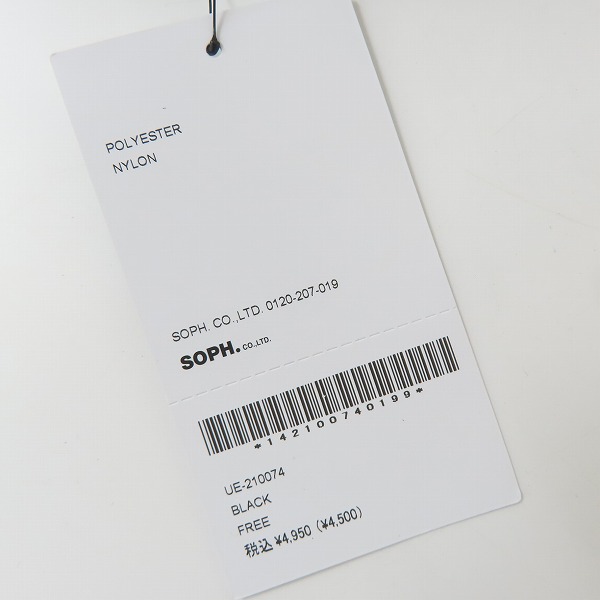 POLYESTER
NYLON
SOPH. CO.,LTD. 0120-207-019
SOPH. CO.,LTD.
*142100740199*
UE-210074
BLACK
FREE
税込 ¥4,950 (¥4,500)